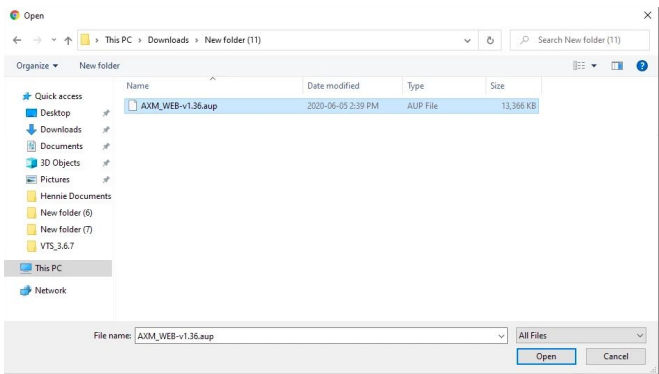 Open
This PC > Downloads > New folder (11)
Search New folder (11)
Organize New folder
Name Date modified Type Size
AXM_WEB-v1.36.aup 2020-06-05 2:39 PM AUP File 13,366 KB
Quick access
Desktop
Downloads
Documents
3D Objects
Pictures
Hennie Documents
New folder (6)
New folder (7)
VTS_3.6.7
This PC
Network
File name: AXM_WEB-v1.36.aup All Files
Open Cancel